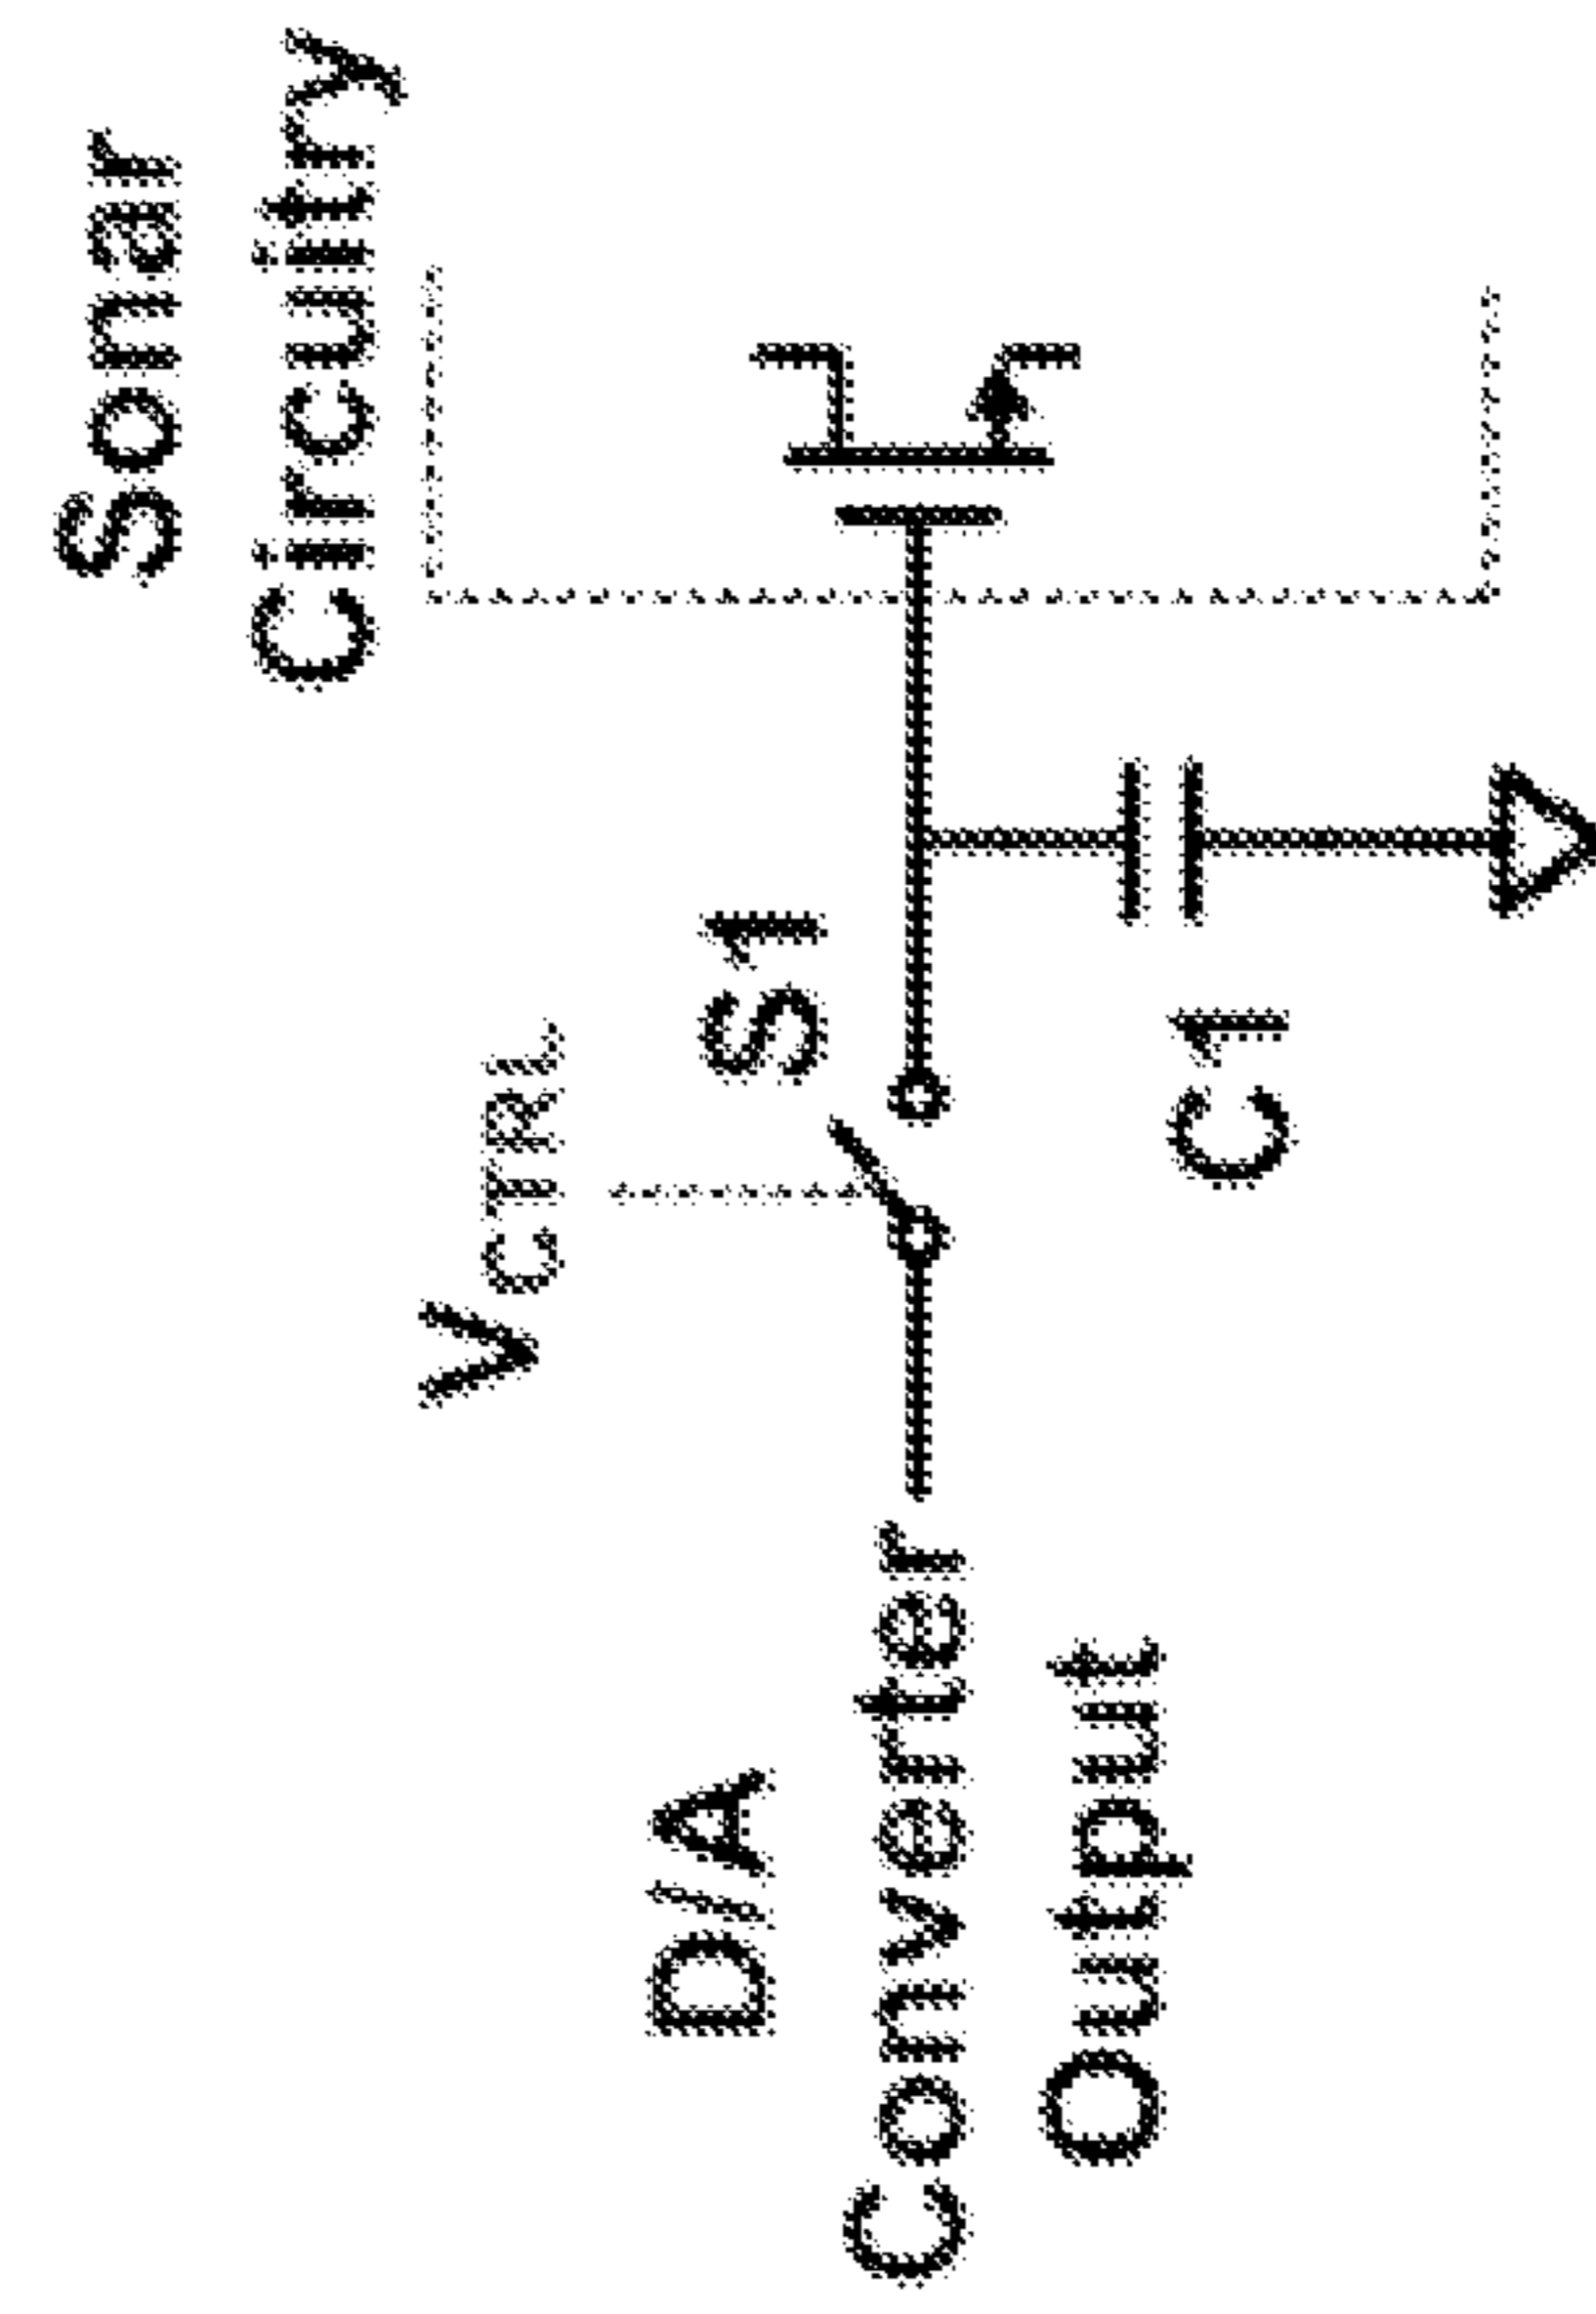 Sonar
Circuitry
VCTRL
S1
D/A
Converter
Output
C1